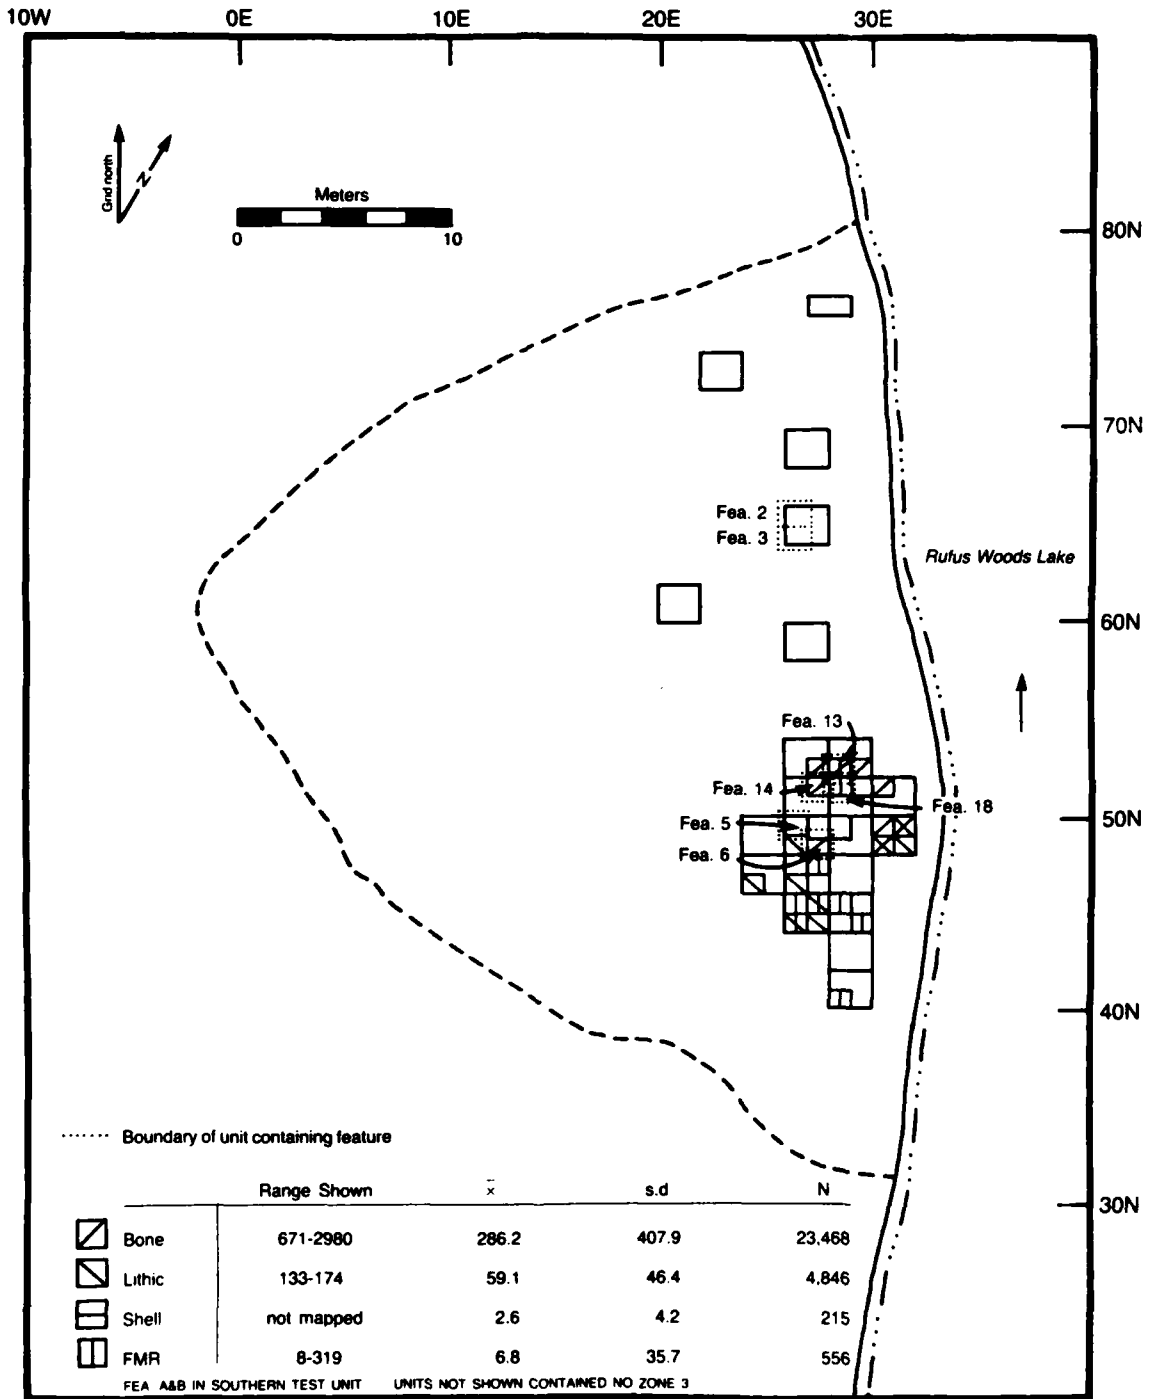 10W 0E 10E 20E 30E
Grid north
N
Meters
0 10
80N
70N
Fea. 2
Fea. 3
Rufus Woods Lake
60N
Fea. 13
Fea. 14
Fea. 18
50N
Fea. 5
Fea. 6
40N
Boundary of unit containing feature
Range Shown x̄ s.d N
30N
Bone 671-2980 286.2 407.9 23,468
Lithic 133-174 59.1 46.4 4,846
Shell not mapped 2.6 4.2 215
FMR 8-319 6.8 35.7 556
FEA A&B IN SOUTHERN TEST UNIT UNITS NOT SHOWN CONTAINED NO ZONE 3